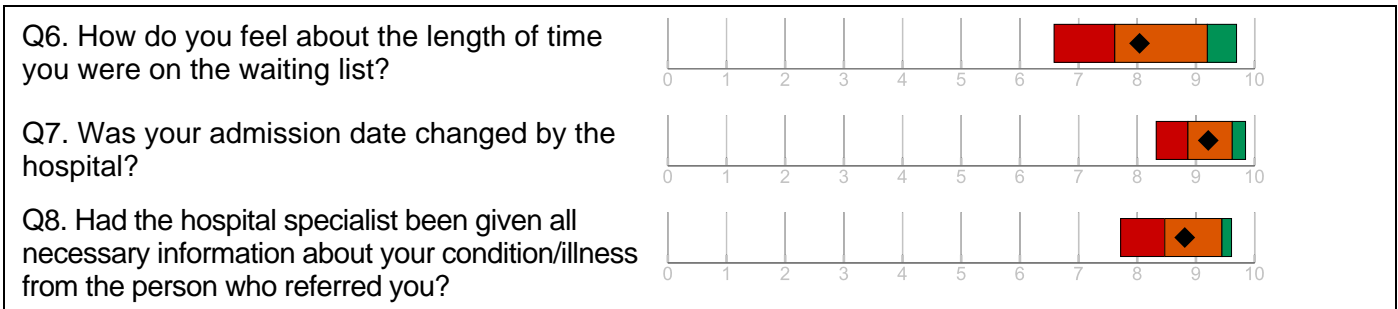 Q6. How do you feel about the length of time
you were on the waiting list?
0 1 2 3 4 5 6 7 8 9 10
Q7. Was your admission date changed by the
hospital?
0 1 2 3 4 5 6 7 8 9 10
Q8. Had the hospital specialist been given all
necessary information about your condition/illness
from the person who referred you?
0 1 2 3 4 5 6 7 8 9 10